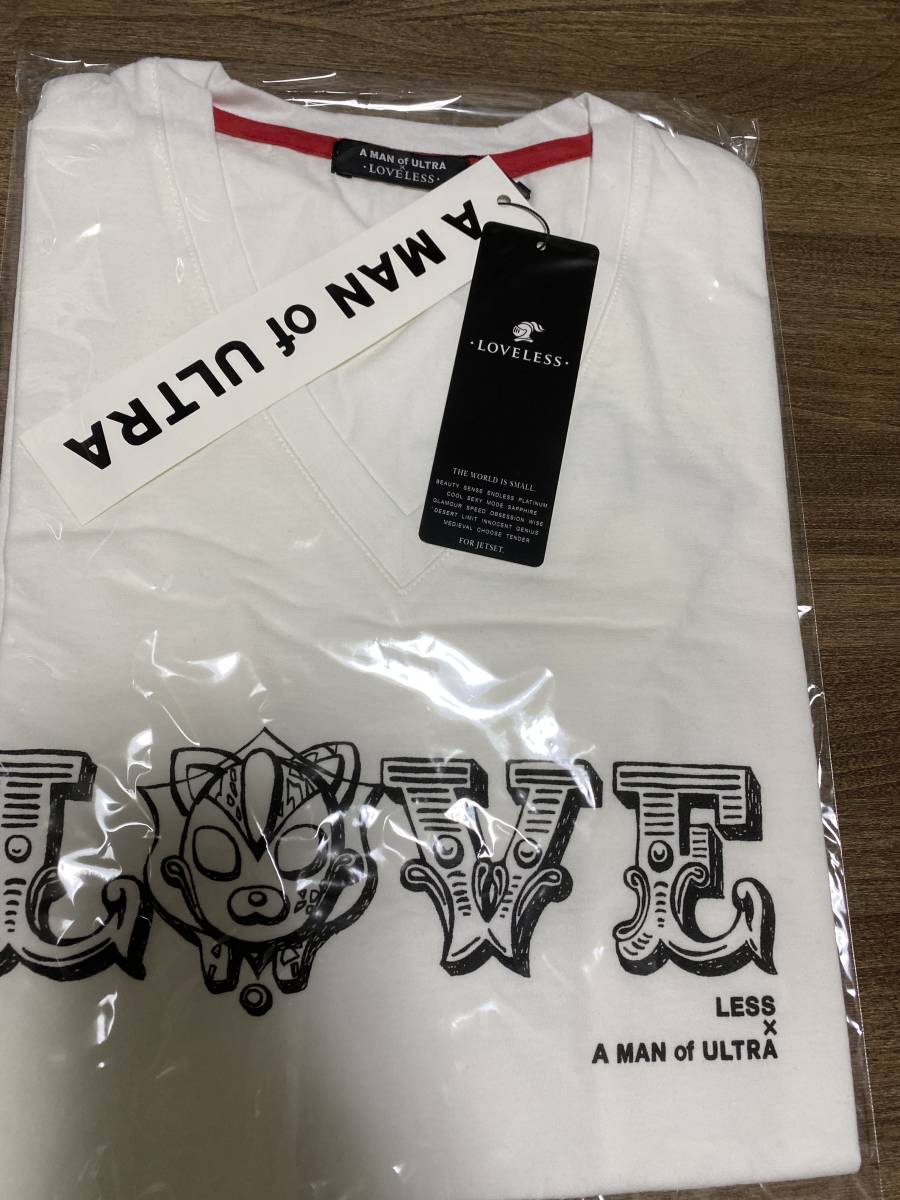 A MAN of ULTRA
×
·LOVELESS·
A MAN of ULTRA
·LOVELESS·
THE WORLD IS SMALL.
BEAUTY SENSE ENDLESS PLATINUM
COOL SEXY MODE SAPPHIRE
GLAMOUR SPEED OBSESSION WISE
DESERT LIMIT INNOCENT GENIUS
MEDIEVAL CHOOSE TENDER
FOR JETSET.
LOVE
LESS
×
A MAN of ULTRA